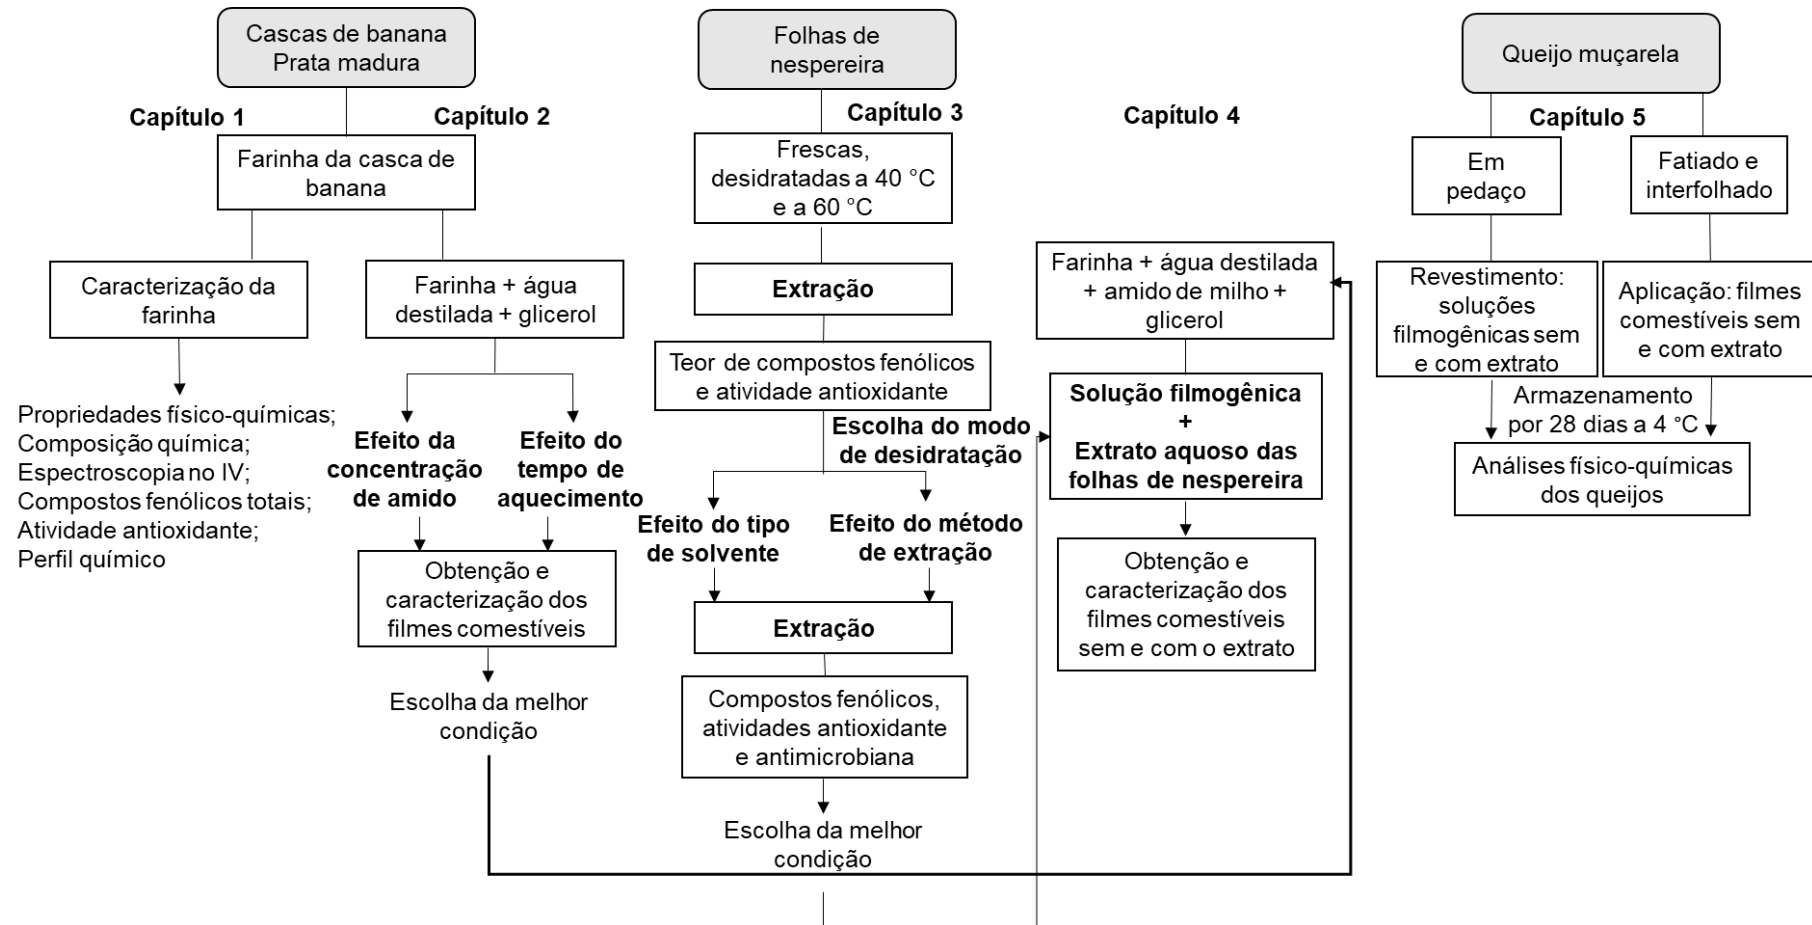 Cascas de banana
Prata madura
Capítulo 1
Capítulo 2
Farinha da casca de
banana
Caracterização da
farinha
Propriedades físico-químicas;
Composição química;
Espectroscopia no IV;
Compostos fenólicos totais;
Atividade antioxidante;
Perfil químico
Farinha + água
destilada + glicerol
Efeito da
concentração
de amido
Efeito do
tempo de
aquecimento
Obtenção e
caracterização dos
filmes comestíveis
Escolha da melhor
condição
Folhas de
nespereira
Capítulo 3
Frescas,
desidratadas a 40 °C
e a 60 °C
Extração
Teor de compostos fenólicos
e atividade antioxidante
Escolha do modo
de desidratação
Efeito do tipo
de solvente
Efeito do método
de extração
Extração
Compostos fenólicos,
atividades antioxidante
e antimicrobiana
Escolha da melhor
condição
Capítulo 4
Farinha + água destilada
+ amido de milho +
glicerol
Solução filmogênica
+
Extrato aquoso das
folhas de nespereira
Obtenção e
caracterização dos
filmes comestíveis
sem e com o extrato
Queijo muçarela
Capítulo 5
Em
pedaço
Fatiado e
interfolhado
Revestimento:
soluções
filmogênicas sem
e com extrato
Aplicação: filmes
comestíveis sem
e com extrato
Armazenamento
por 28 dias a 4 °C
Análises físico-químicas
dos queijos